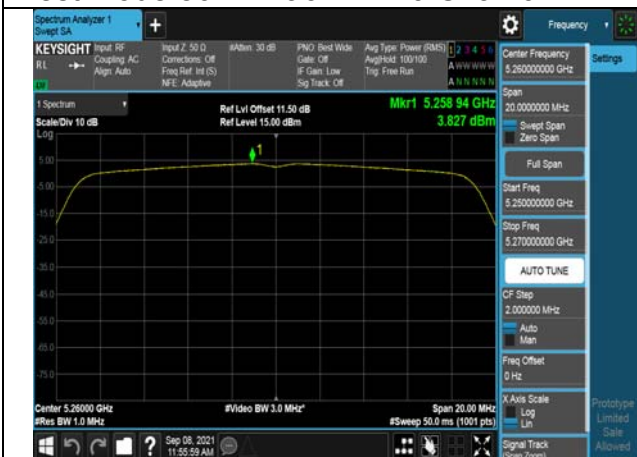 Spectrum Analyzer 1
Swept SA
Frequency
KEYSIGHT
RL
Input: RF
Coupling: AC
Align: Auto
Input Z: 50 Ω
Corrections: Off
Freq Ref: Int (S)
NFE: Adaptive
#Atten: 30 dB
PNO: Best Wide
Gate: Off
IF Gain: Low
Sig Track: Off
Avg Type: Power (RMS)
Avg|Hold: 100/100
Trig: Free Run
1 2 3 4 5 6
A W W W W W
A N N N N N
1 Spectrum
Scale/Div 10 dB
Log
Ref Lvl Offset 11.50 dB
Ref Level 15.00 dBm
Mkr1 5.258 94 GHz
3.827 dBm
1
5.00
-5.00
-15.0
-25.0
-35.0
-45.0
-55.0
-65.0
-75.0
Center 5.26000 GHz
#Res BW 1.0 MHz
#Video BW 3.0 MHz*
Span 20.00 MHz
#Sweep 50.0 ms (1001 pts)
Sep 08, 2021
11:55:59 AM
Center Frequency
5.260000000 GHz
Span
20.0000000 MHz
Swept Span
Zero Span
Full Span
Start Freq
5.250000000 GHz
Stop Freq
5.270000000 GHz
AUTO TUNE
CF Step
2.000000 MHz
Auto
Man
Freq Offset
0 Hz
X Axis Scale
Log
Lin
Signal Track
(Span Zoom)
Settings
Prototype
Limited
Sale
Allowed